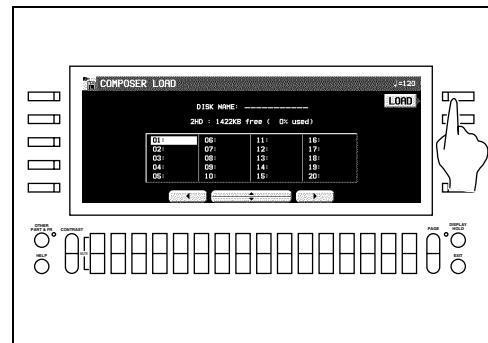 COMPOSER LOAD
♩=120
LOAD
DISK NAME: ___________
2HD : 1422KB free ( 0% used)
01: 06: 11: 16:
02: 07: 12: 17:
03: 08: 13: 18:
04: 09: 14: 19:
05: 10: 15: 20:
OTHER PART & FR
CONTRAST
PAGE
DISPLAY HOLD
HELP
MUTE
EXIT